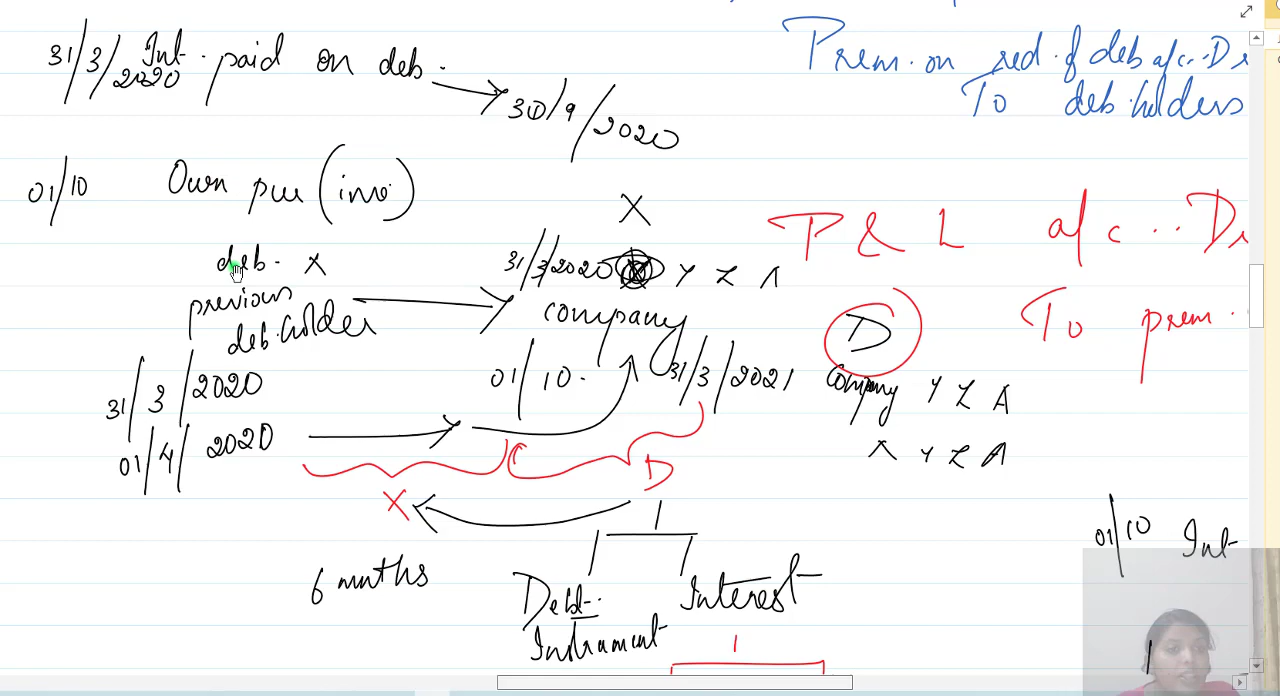 31/3/2020 Int. paid on deb.
30/9/2020
Prem. on red. of deb a/c .. Dr
To deb.holders
01/10 Own pur (inv.)
X
deb. X
31/3/2020 Y Z A
previous
deb.holder
company
P & L a/c .. Dr
To prem.
D
01/10. 31/3/2021
Company Y Z A
31/3/2020
01/4/2020
X Y Z A
X D
6 months
Debt. Interest
Instrument
01/10 Int